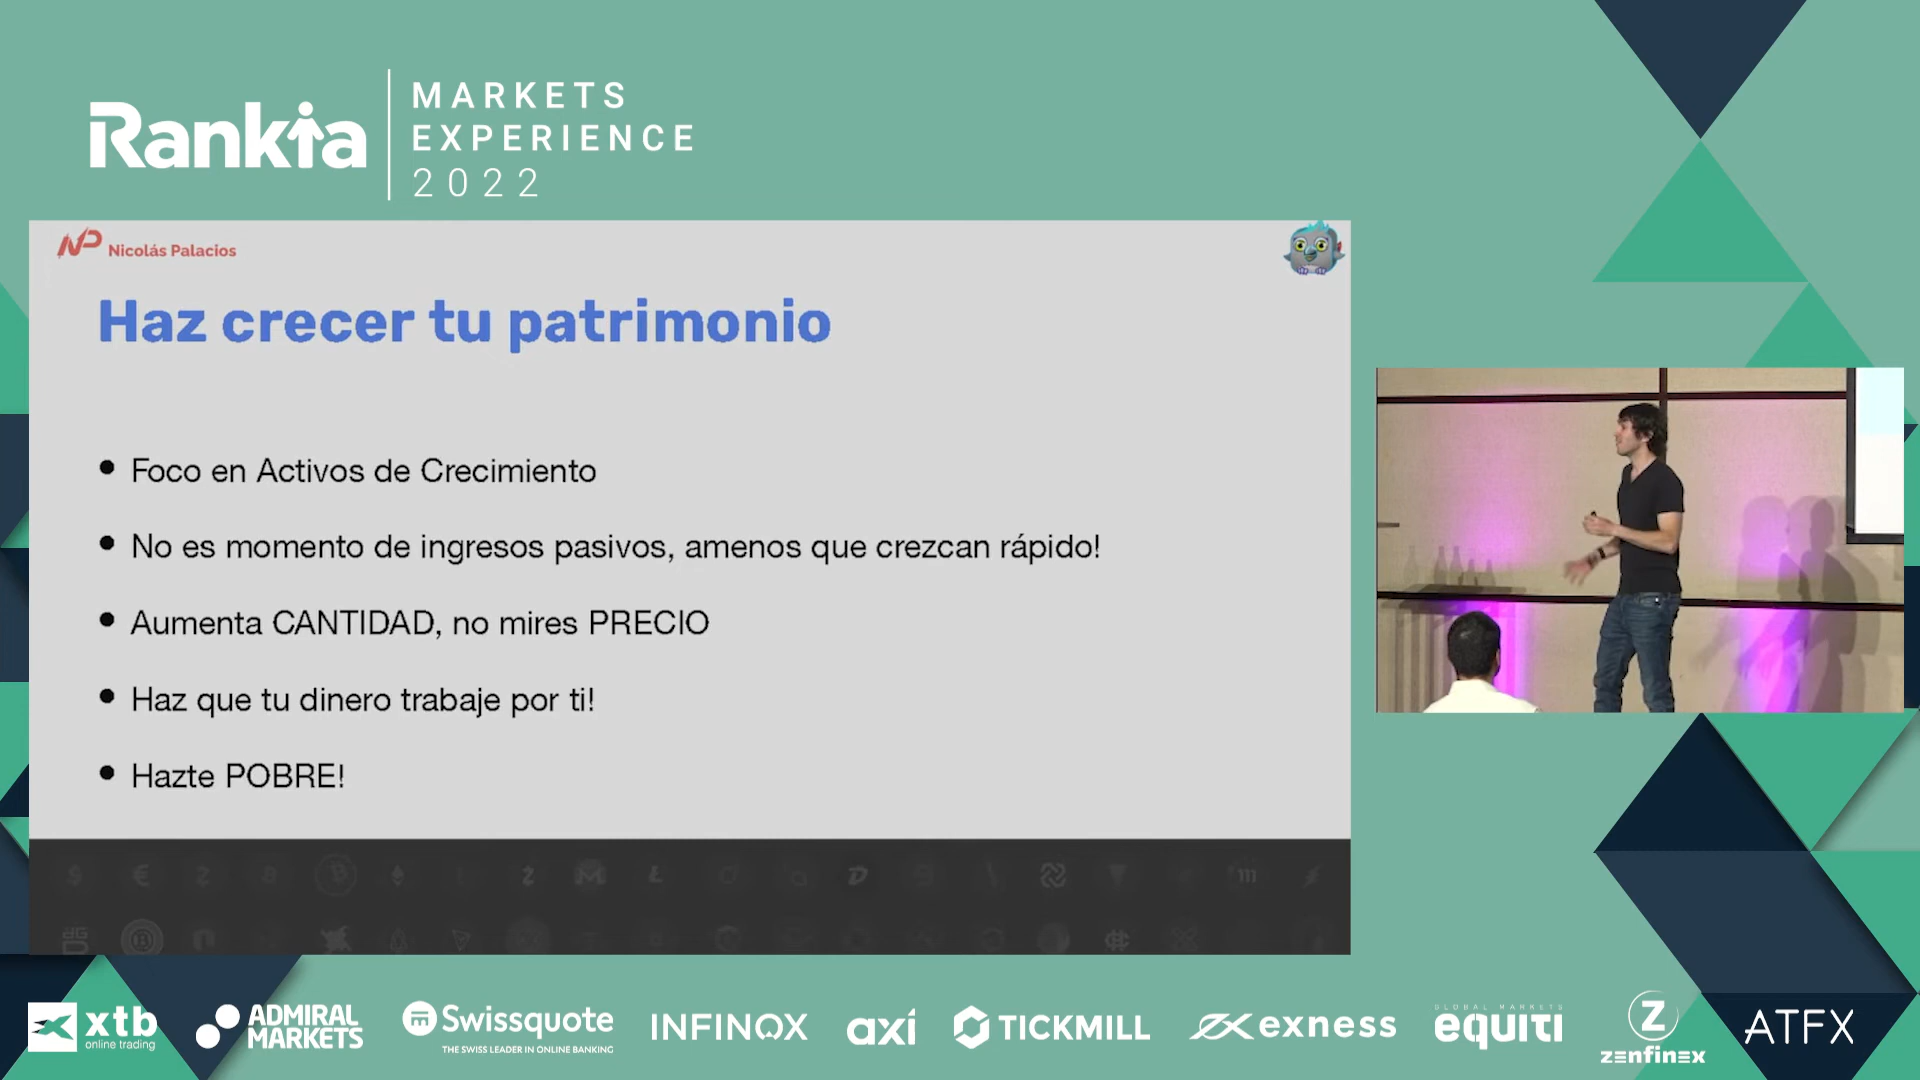 Rankia
MARKETS
EXPERIENCE
2022
NP Nicolás Palacios
Haz crecer tu patrimonio
• Foco en Activos de Crecimiento
• No es momento de ingresos pasivos, amenos que crezcan rápido!
• Aumenta CANTIDAD, no mires PRECIO
• Haz que tu dinero trabaje por ti!
• Hazte POBRE!
xtb
online trading
ADMIRAL
MARKETS
Swissquote
THE SWISS LEADER IN ONLINE BANKING
INFINOX
axi
TICKMILL
exness
GLOBAL MARKETS
equiti
Z
zenfinex
ATFX